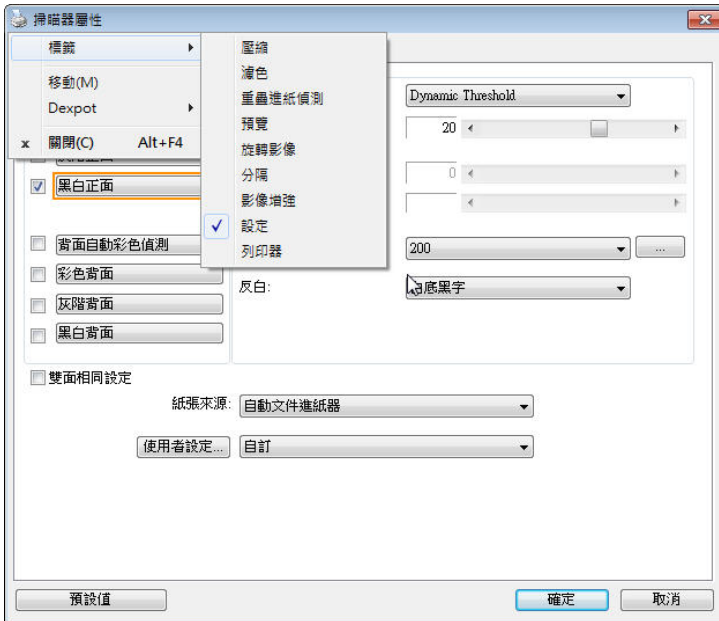 掃瞄器屬性
標籤
移動(M)
Dexpot
x 關閉(C) Alt+F4
壓縮
濾色
重疊進紙偵測
預覽
旋轉影像
分隔
影像增強
設定
列印器
Dynamic Threshold
20
0
黑白正面
背面自動彩色偵測
彩色背面
灰階背面
黑白背面
200
...
反白:
白底黑字
雙面相同設定
紙張來源:
自動文件進紙器
使用者設定...
自訂
預設值
確定
取消